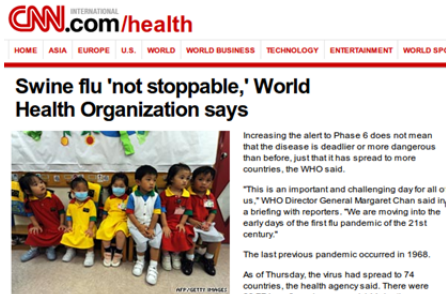 CNN INTERNATIONAL
.com/health
HOME ASIA EUROPE U.S. WORLD WORLD BUSINESS TECHNOLOGY ENTERTAINMENT WORLD SPO
Swine flu 'not stoppable,' World
Health Organization says
Increasing the alert to Phase 6 does not mean
that the disease is deadlier or more dangerous
than before, just that it has spread to more
countries, the WHO said.
"This is an important and challenging day for all o
us," WHO Director General Margaret Chan said in
a briefing with reporters. "We are moving into the
early days of the first flu pandemic of the 21st
century."
The last previous pandemic occurred in 1968.
As of Thursday, the virus had spread to 74
countries, the health agency said. There were
AFP/GETTY IMAGES